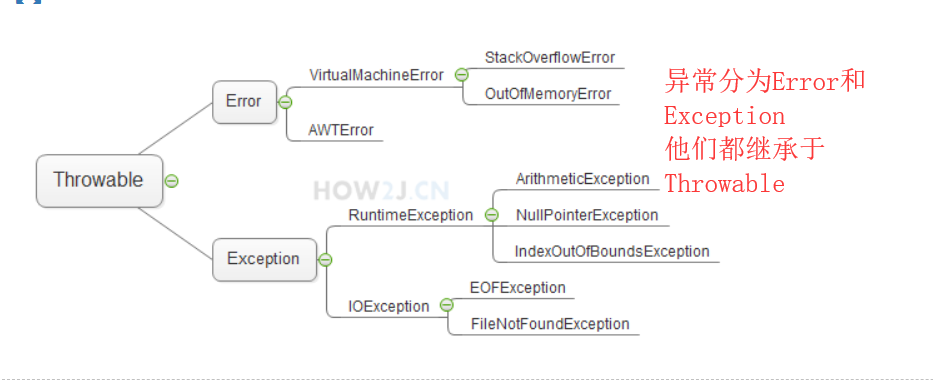 StackOverflowError
VirtualMachineError
OutOfMemoryError
Error
AWTError
异常分为Error和
Exception
他们都继承于
Throwable
Throwable
HOW2J.CN
ArithmeticException
RuntimeException
NullPointerException
IndexOutOfBoundsException
Exception
EOFException
IOException
FileNotFoundException